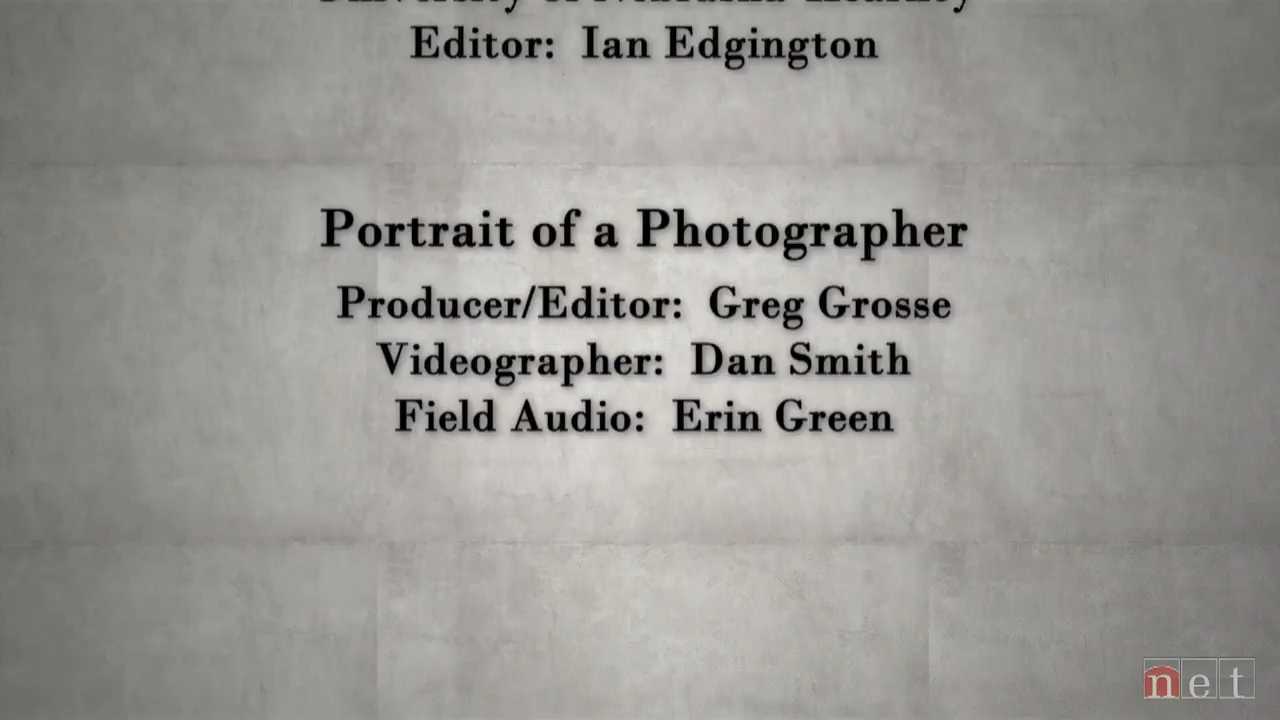 Editor: Ian Edgington
Portrait of a Photographer
Producer/Editor: Greg Grosse
Videographer: Dan Smith
Field Audio: Erin Green
net